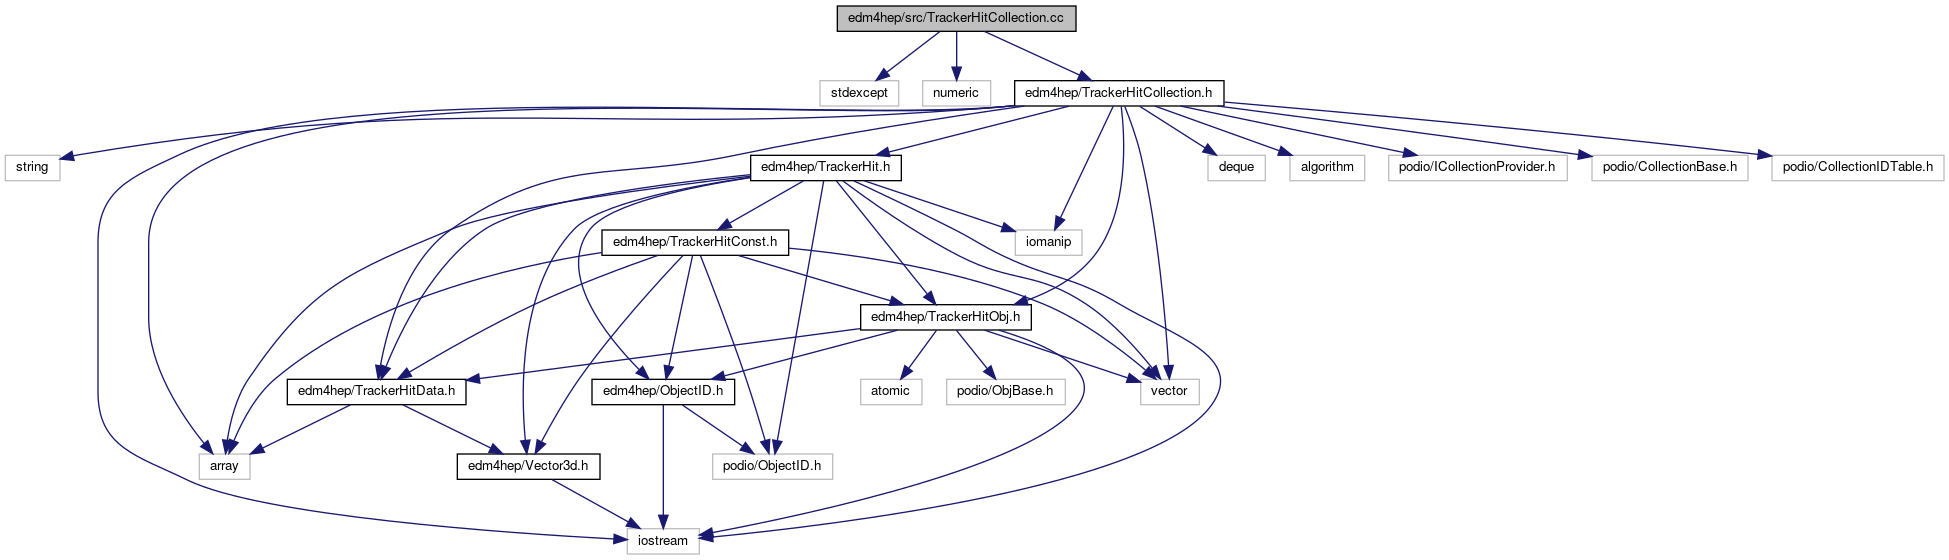 edm4hep/src/TrackerHitCollection.cc
stdexcept
numeric
edm4hep/TrackerHitCollection.h
string
edm4hep/TrackerHit.h
deque
algorithm
podio/ICollectionProvider.h
podio/CollectionBase.h
podio/CollectionIDTable.h
edm4hep/TrackerHitConst.h
iomanip
edm4hep/TrackerHitObj.h
edm4hep/TrackerHitData.h
edm4hep/ObjectID.h
atomic
podio/ObjBase.h
vector
array
edm4hep/Vector3d.h
podio/ObjectID.h
iostream